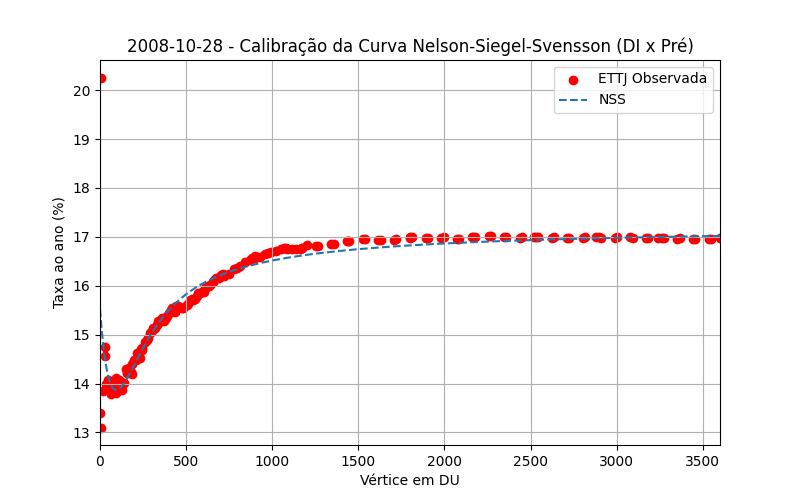 2008-10-28 - Calibração da Curva Nelson-Siegel-Svensson (DI x Pré)
ETTJ Observada
NSS
Taxa ao ano (%)
20
19
18
17
16
15
14
13
0 500 1000 1500 2000 2500 3000 3500
Vértice em DU